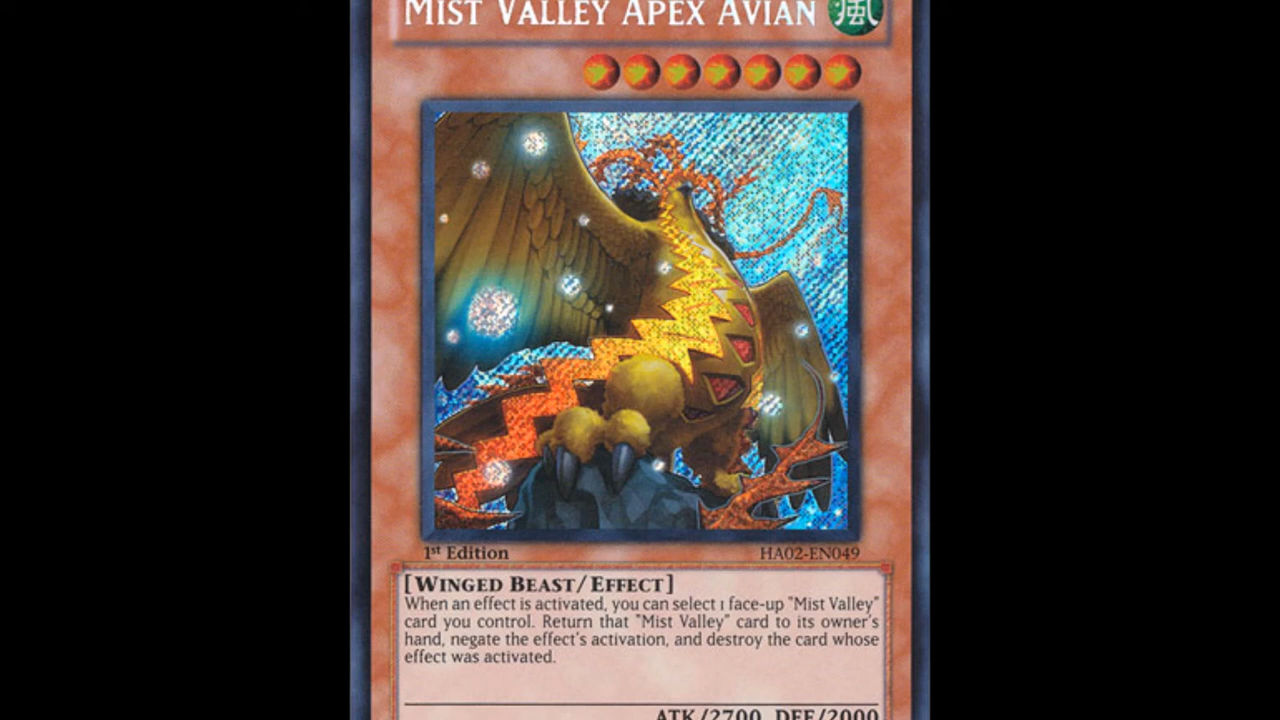 MIST VALLEY APEX AVIAN 風
1st Edition HA02-EN049
[WINGED BEAST/EFFECT]
When an effect is activated, you can select 1 face-up "Mist Valley"
card you control. Return that "Mist Valley" card to its owner's
hand, negate the effect's activation, and destroy the card whose
effect was activated.
ATK/2700 DEF/2000